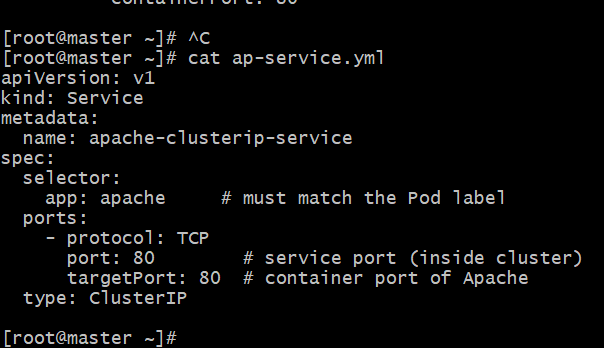 containerPort: 80
[root@master ~]# ^C
[root@master ~]# cat ap-service.yml
apiVersion: v1
kind: Service
metadata:
  name: apache-clusterip-service
spec:
  selector:
    app: apache     # must match the Pod label
  ports:
    - protocol: TCP
      port: 80        # service port (inside cluster)
      targetPort: 80  # container port of Apache
  type: ClusterIP
[root@master ~]#